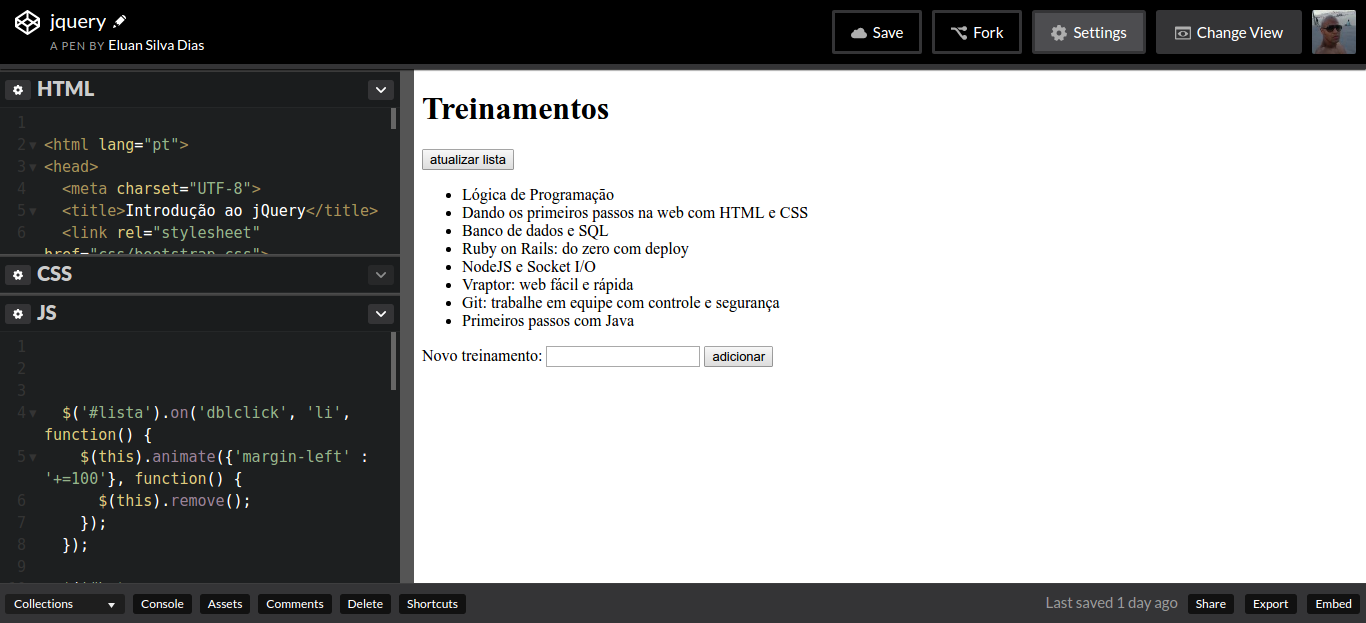 jquery
A PEN BY Eluan Silva Dias
Save
Fork
Settings
Change View
HTML
1
2 <html lang="pt">
3 <head>
4 <meta charset="UTF-8">
5 <title>Introdução ao jQuery</title>
6 <link rel="stylesheet"
href="css/bootstrap.css">
CSS
JS
1
2
3
4 $('#lista').on('dblclick', 'li',
function() {
5 $(this).animate({'margin-left' :
'+=100'}, function() {
6 $(this).remove();
7 });
8 });
9
Treinamentos
atualizar lista
• Lógica de Programação
• Dando os primeiros passos na web com HTML e CSS
• Banco de dados e SQL
• Ruby on Rails: do zero com deploy
• NodeJS e Socket I/O
• Vraptor: web fácil e rápida
• Git: trabalhe em equipe com controle e segurança
• Primeiros passos com Java
Novo treinamento: adicionar
Collections Console Assets Comments Delete Shortcuts Last saved 1 day ago Share Export Embed